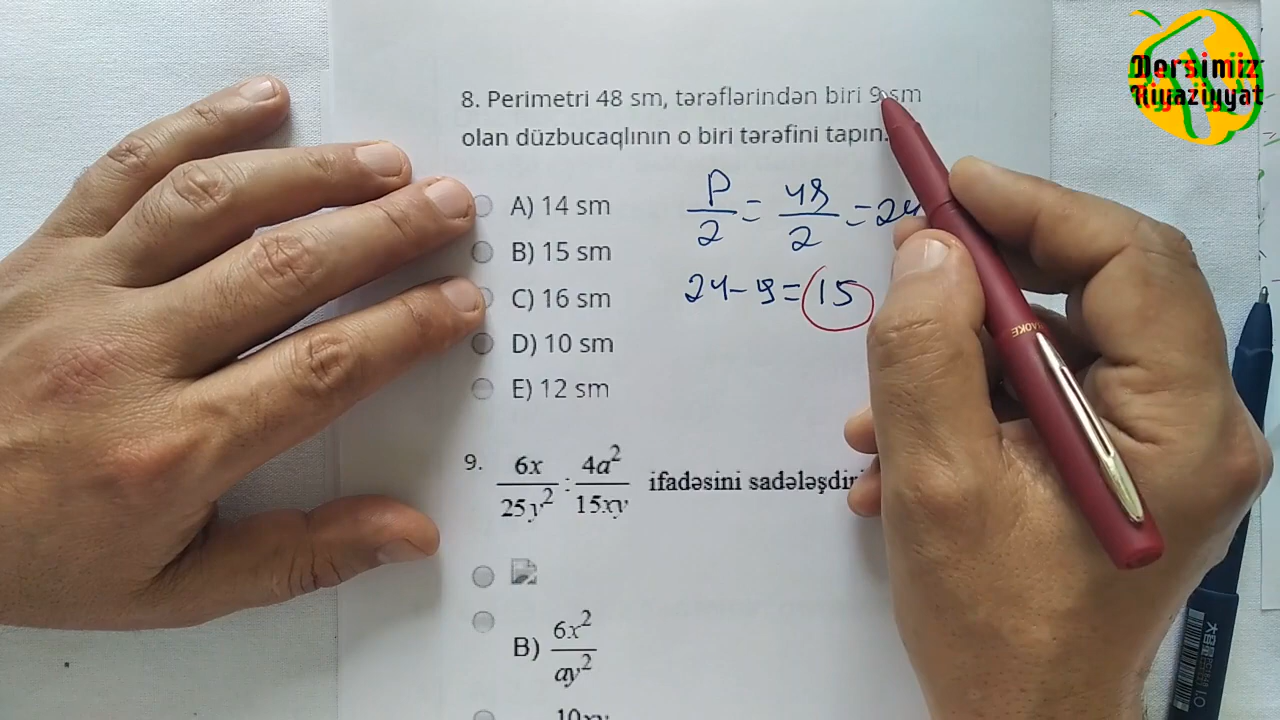 Dərsimiz
Riyaziyyat
8. Perimetri 48 sm, tərəflərindən biri 9 sm
olan düzbucaqlının o biri tərəfini tapın.
A) 14 sm
B) 15 sm
C) 16 sm
D) 10 sm
E) 12 sm
P/2 = 48/2 = 24
24 - 9 = 15
9. 6x/25y² : 4a²/15xy ifadəsini
B) 6x²/ay²
10xy
KAOKE